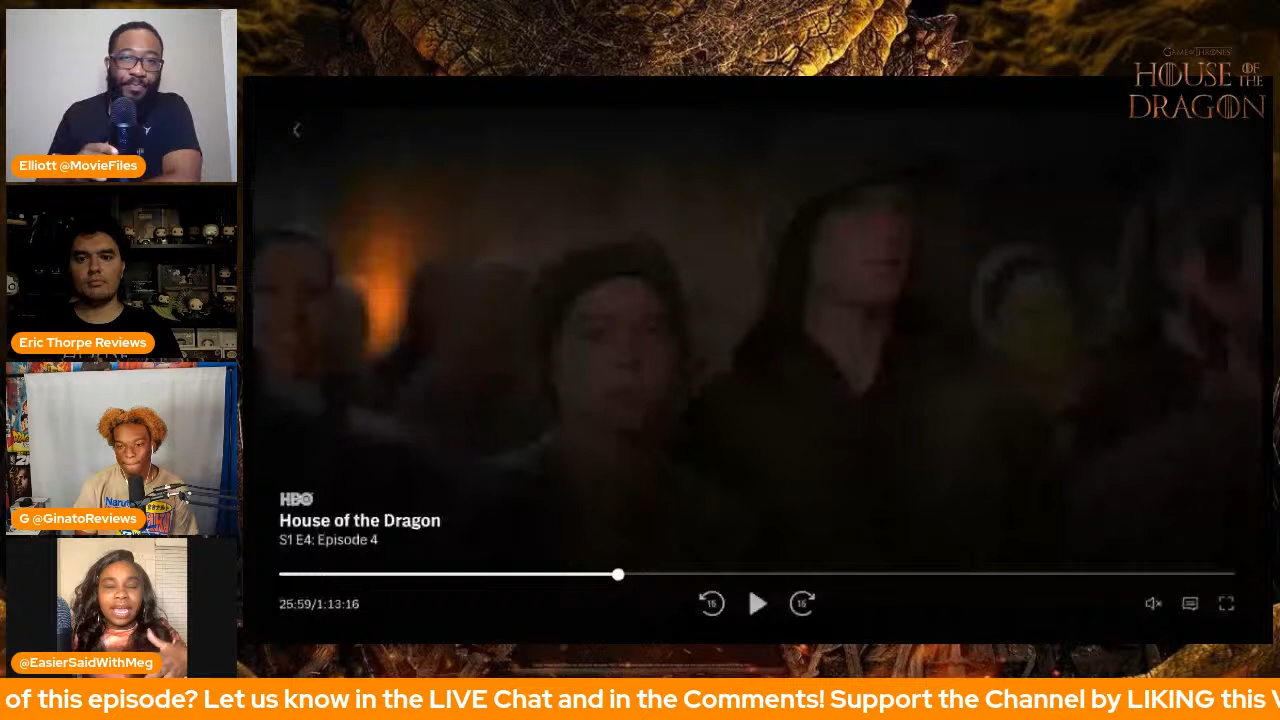 Elliott @MovieFiles
Eric Thorpe Reviews
G @GinatoReviews
@EasierSaidWithMeg
GAME OF THRONES
HOUSE OF THE
DRAGON
HBO
House of the Dragon
S1 E4: Episode 4
25:59/1:13:16
15
15
of this episode? Let us know in the LIVE Chat and in the Comments! Support the Channel by LIKING this V